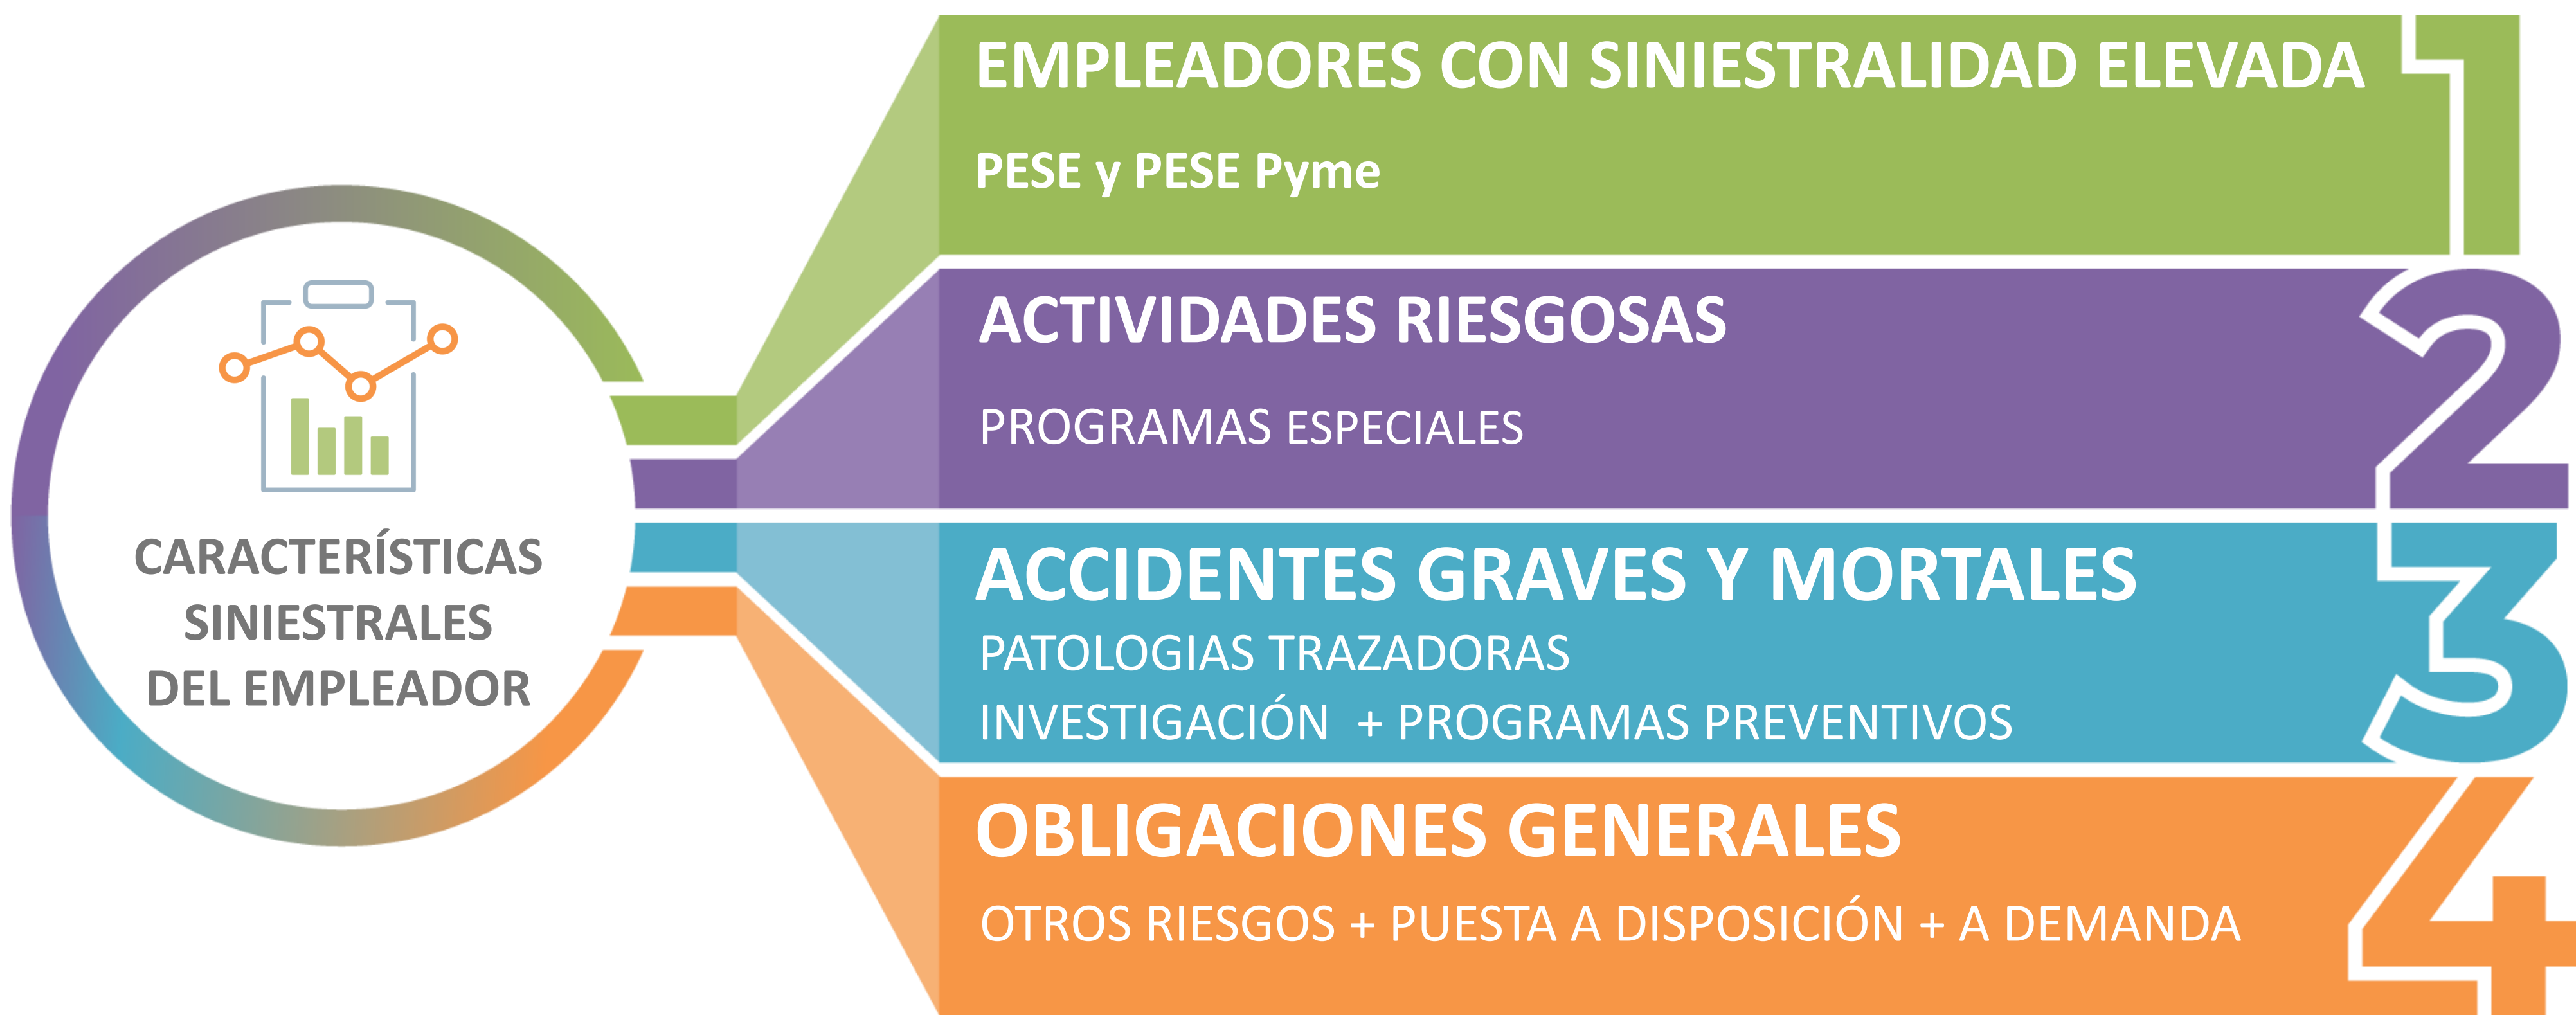 CARACTERÍSTICAS
SINIESTRALES
DEL EMPLEADOR
EMPLEADORES CON SINIESTRALIDAD ELEVADA
PESE y PESE Pyme
1
ACTIVIDADES RIESGOSAS
PROGRAMAS ESPECIALES
2
ACCIDENTES GRAVES Y MORTALES
PATOLOGIAS TRAZADORAS
INVESTIGACIÓN + PROGRAMAS PREVENTIVOS
3
OBLIGACIONES GENERALES
OTROS RIESGOS + PUESTA A DISPOSICIÓN + A DEMANDA
4